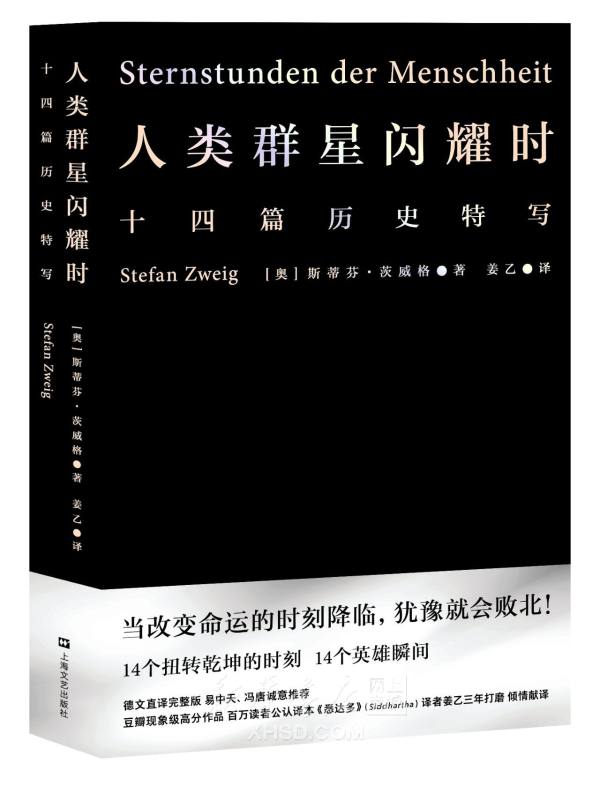 Sternstunden der Menschheit
人类群星闪耀时
十四篇历史特写
Stefan Zweig [奥]斯蒂芬·茨威格●著 姜乙●译
人类群星闪耀时
十四篇历史特写
[奥]斯蒂芬·茨威格●著 姜乙●译
Stefan Zweig
上海文艺出版社
当改变命运的时刻降临,犹豫就会败北!
14个扭转乾坤的时刻 14个英雄瞬间
德文直译完整版 易中天、冯唐诚意推荐
豆瓣现象级高分作品 百万读者公认译本《悉达多》(Siddhartha)译者姜乙三年打磨 倾情献译
网上
XHSD.COM